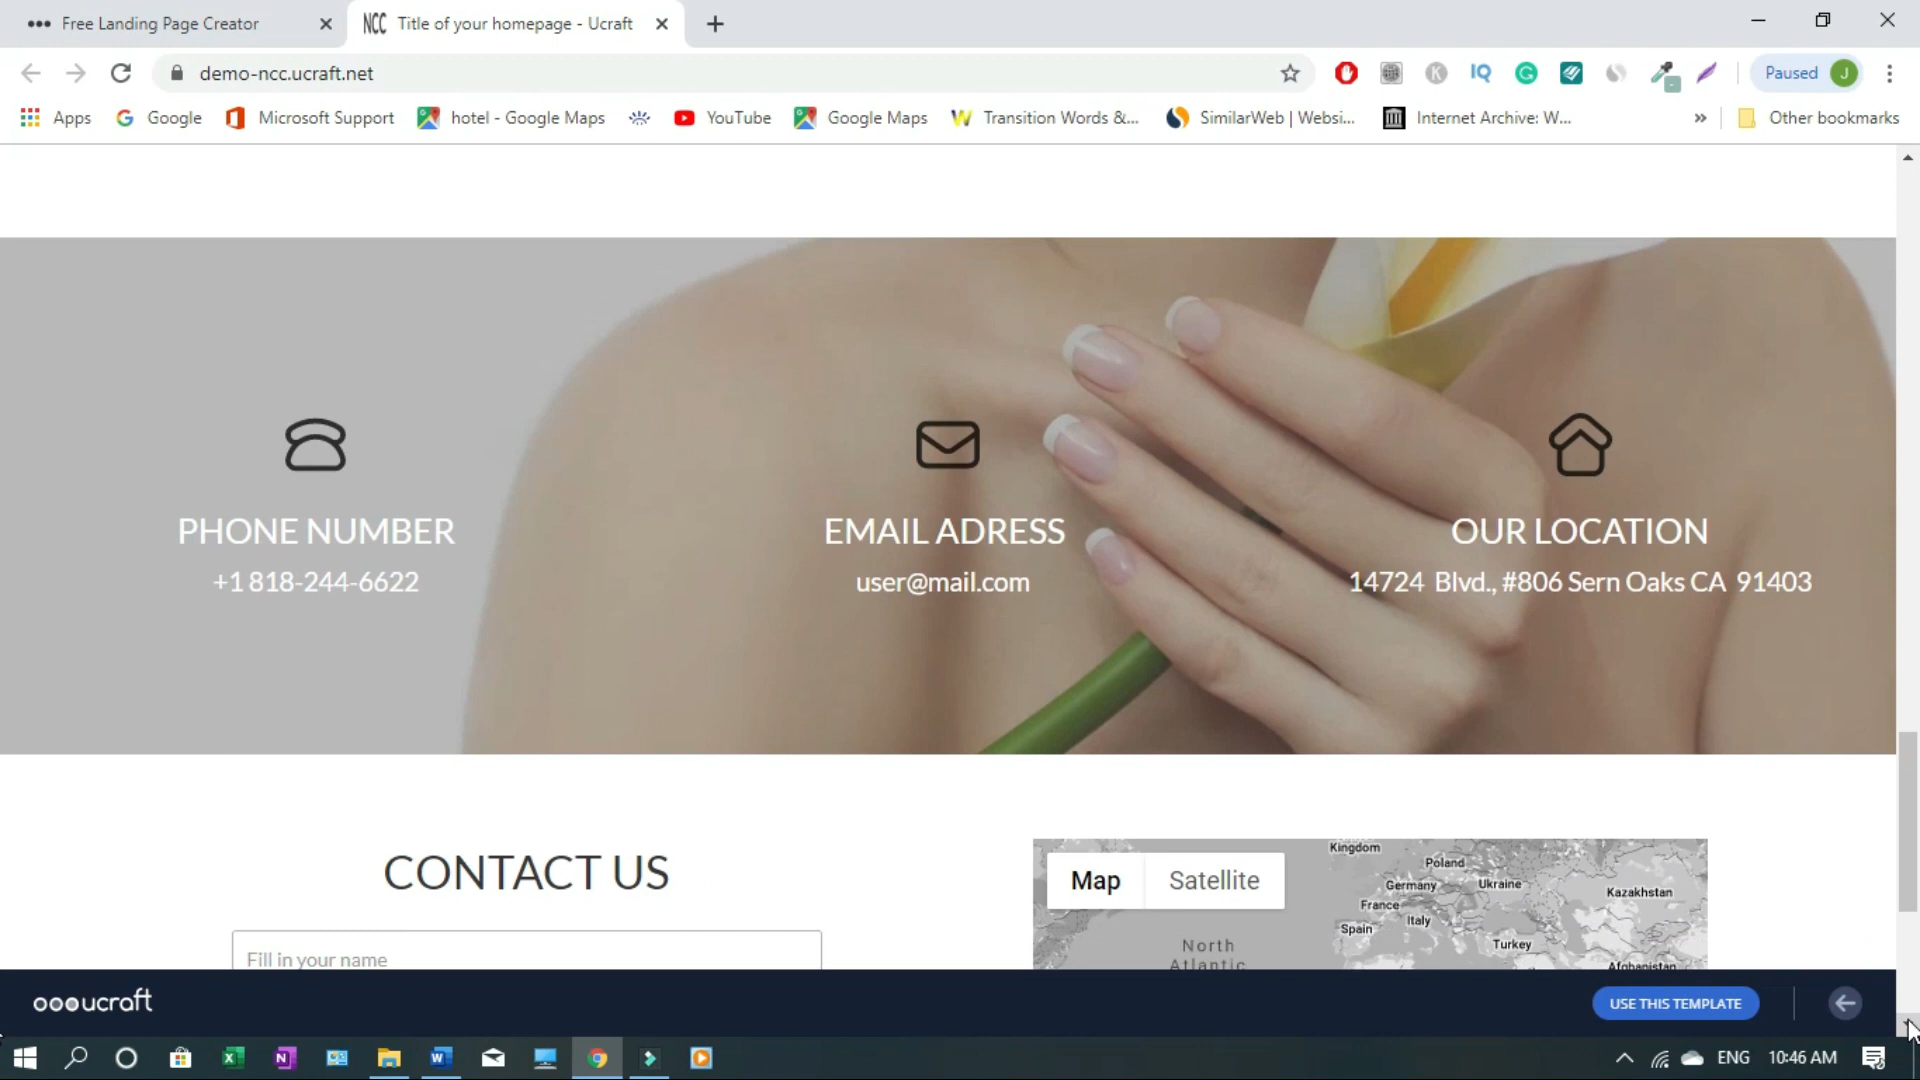 Free Landing Page Creator
NCC Title of your homepage - Ucraft
demo-ncc.ucraft.net
K IQ G Paused J
Apps Google Microsoft Support hotel - Google Maps YouTube Google Maps Transition Words &... SimilarWeb | Websi... Internet Archive: W... » Other bookmarks
PHONE NUMBER
+1 818-244-6622
EMAIL ADRESS
user@mail.com
OUR LOCATION
14724 Blvd., #806 Sern Oaks CA 91403
CONTACT US
Fill in your name
Map Satellite
Kingdom
Poland
Germany Ukraine
Kazakhstan
France
Italy
Spain
Turkey
North
Atlantic
Afghanistan
ucraft
USE THIS TEMPLATE
ENG 10:46 AM